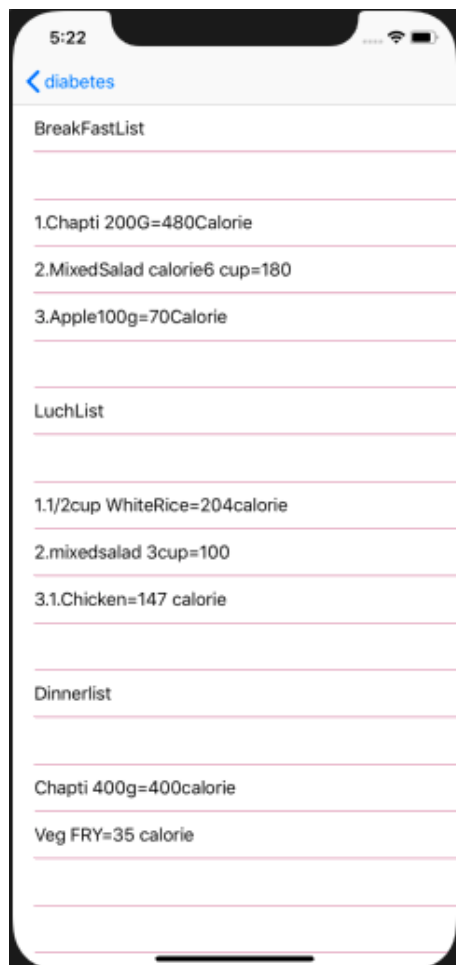 5:22
diabetes
BreakFastList
1.Chapti 200G=480Calorie
2.MixedSalad calorie6 cup=180
3.Apple100g=70Calorie
LuchList
1.1/2cup WhiteRice=204calorie
2.mixedsalad 3cup=100
3.1.Chicken=147 calorie
Dinnerlist
Chapti 400g=400calorie
Veg FRY=35 calorie